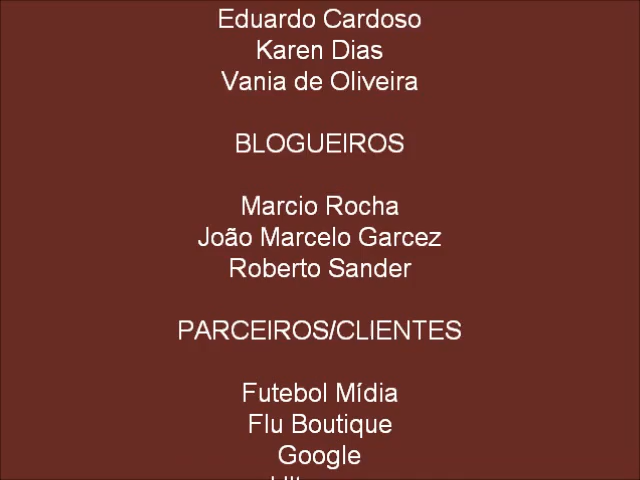 Eduardo Cardoso
Karen Dias
Vania de Oliveira
BLOGUEIROS
Marcio Rocha
João Marcelo Garcez
Roberto Sander
PARCEIROS/CLIENTES
Futebol Mídia
Flu Boutique
Google